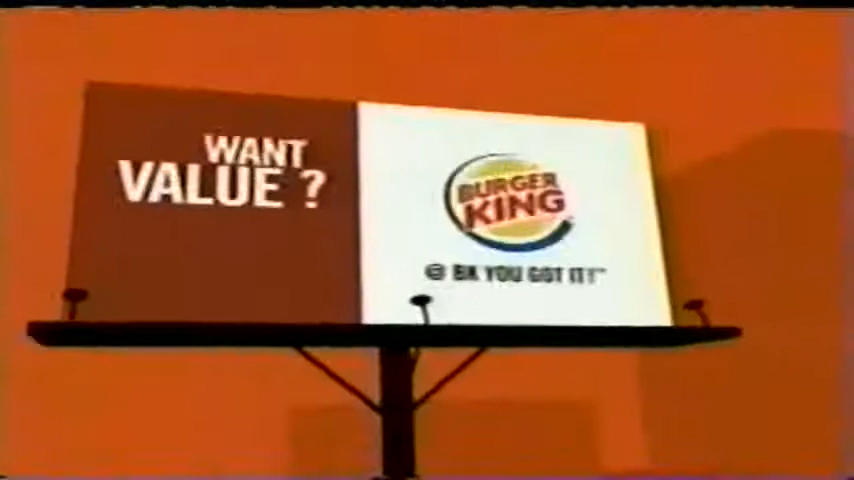 WANT
VALUE ?
BURGER
KING
@ BK YOU GOT IT!™